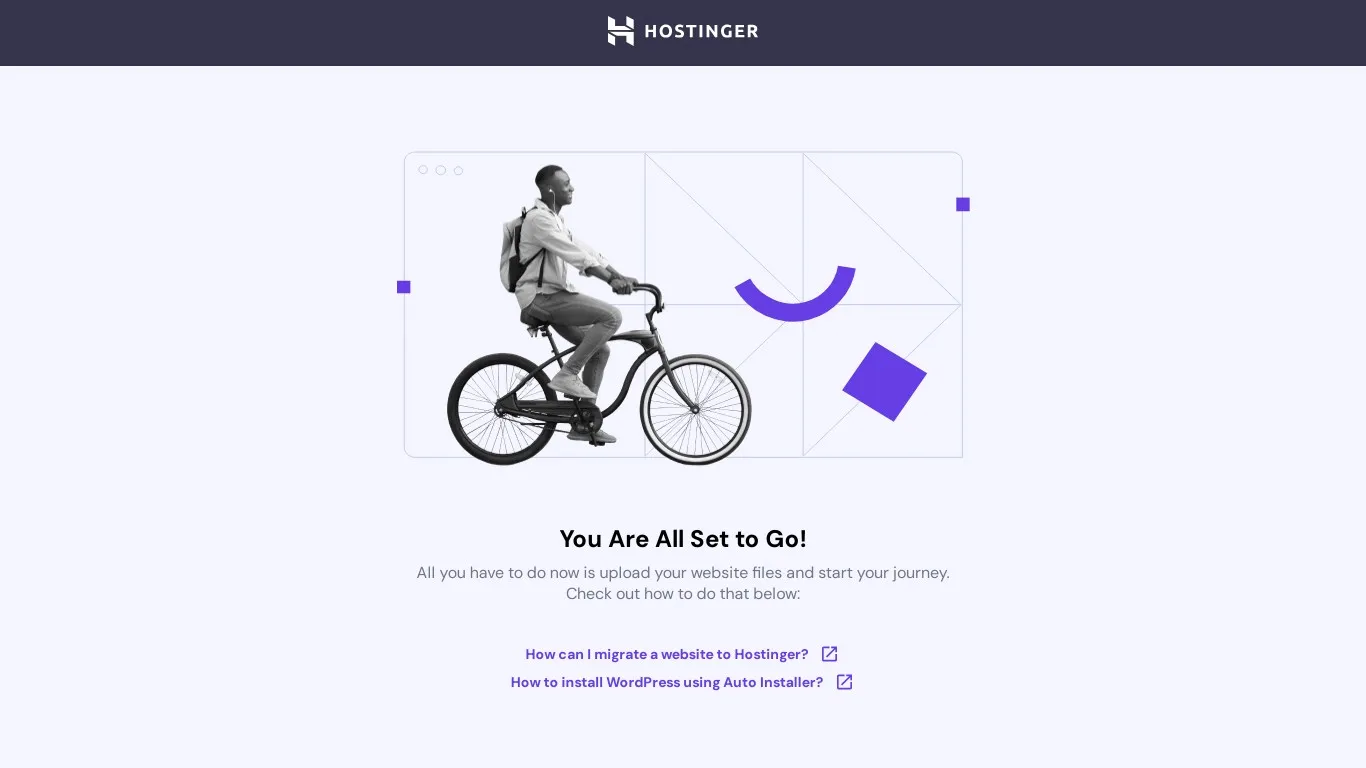 HOSTINGER
You Are All Set to Go!
All you have to do now is upload your website files and start your journey.
Check out how to do that below:
How can I migrate a website to Hostinger?
How to install WordPress using Auto Installer?